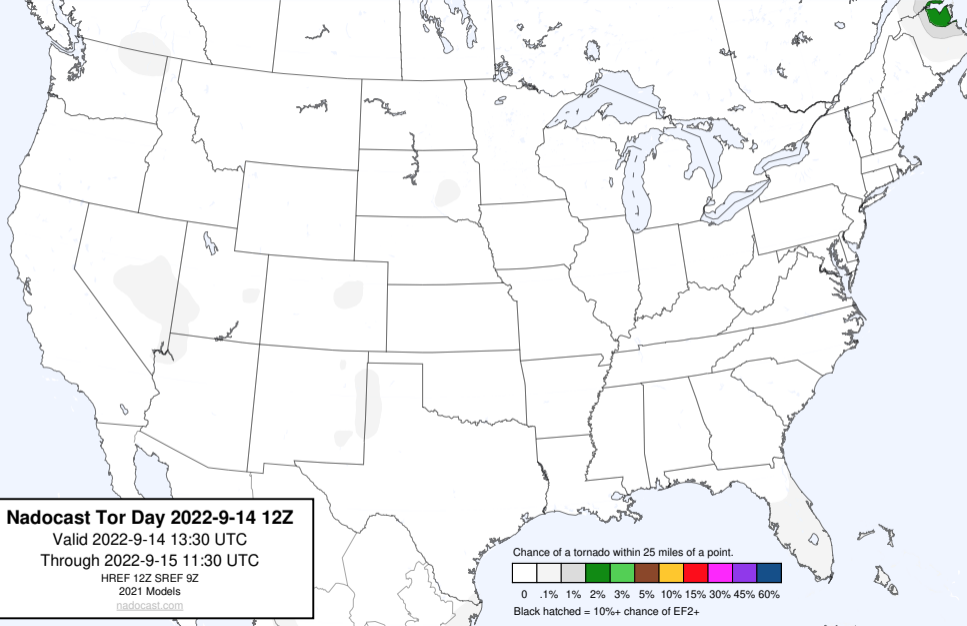 Nadocast Tor Day 2022-9-14 12Z
Valid 2022-9-14 13:30 UTC
Through 2022-9-15 11:30 UTC
HREF 12Z SREF 9Z
2021 Models
nadocast.com
Chance of a tornado within 25 miles of a point.
0 .1% 1% 2% 3% 5% 10% 15% 30% 45% 60%
Black hatched = 10%+ chance of EF2+